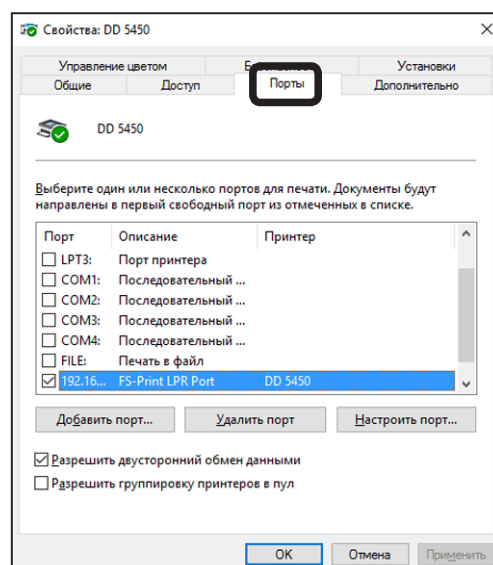 Свойства: DD 5450
Управление цветом Установки
Общие Доступ Порты Дополнительно
DD 5450
Выберите один или несколько портов для печати. Документы будут
направлены в первый свободный порт из отмеченных в списке.
Порт Описание Принтер
LPT3: Порт принтера
COM1: Последовательный ...
COM2: Последовательный ...
COM3: Последовательный ...
COM4: Последовательный ...
FILE: Печать в файл
192.16... FS-Print LPR Port DD 5450
Добавить порт... Удалить порт Настроить порт...
Разрешить двусторонний обмен данными
Разрешить группировку принтеров в пул
OK Отмена Применить